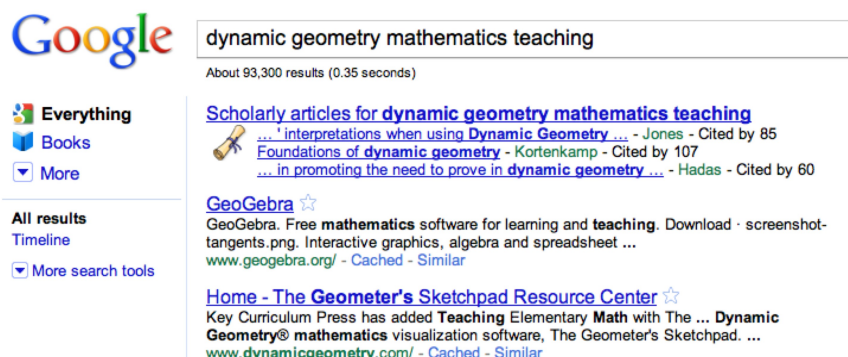 Google
dynamic geometry mathematics teaching
About 93,300 results (0.35 seconds)
Everything
Books
More
All results
Timeline
More search tools
Scholarly articles for dynamic geometry mathematics teaching
... ' interpretations when using Dynamic Geometry ... - Jones - Cited by 85
Foundations of dynamic geometry - Kortenkamp - Cited by 107
... in promoting the need to prove in dynamic geometry ... - Hadas - Cited by 60
GeoGebra
GeoGebra. Free mathematics software for learning and teaching. Download · screenshot-
tangents.png. Interactive graphics, algebra and spreadsheet ...
www.geogebra.org/ - Cached - Similar
Home - The Geometer's Sketchpad Resource Center
Key Curriculum Press has added Teaching Elementary Math with The ... Dynamic
Geometry® mathematics visualization software, The Geometer's Sketchpad. ...
www.dynamicgeometry.com/ - Cached - Similar